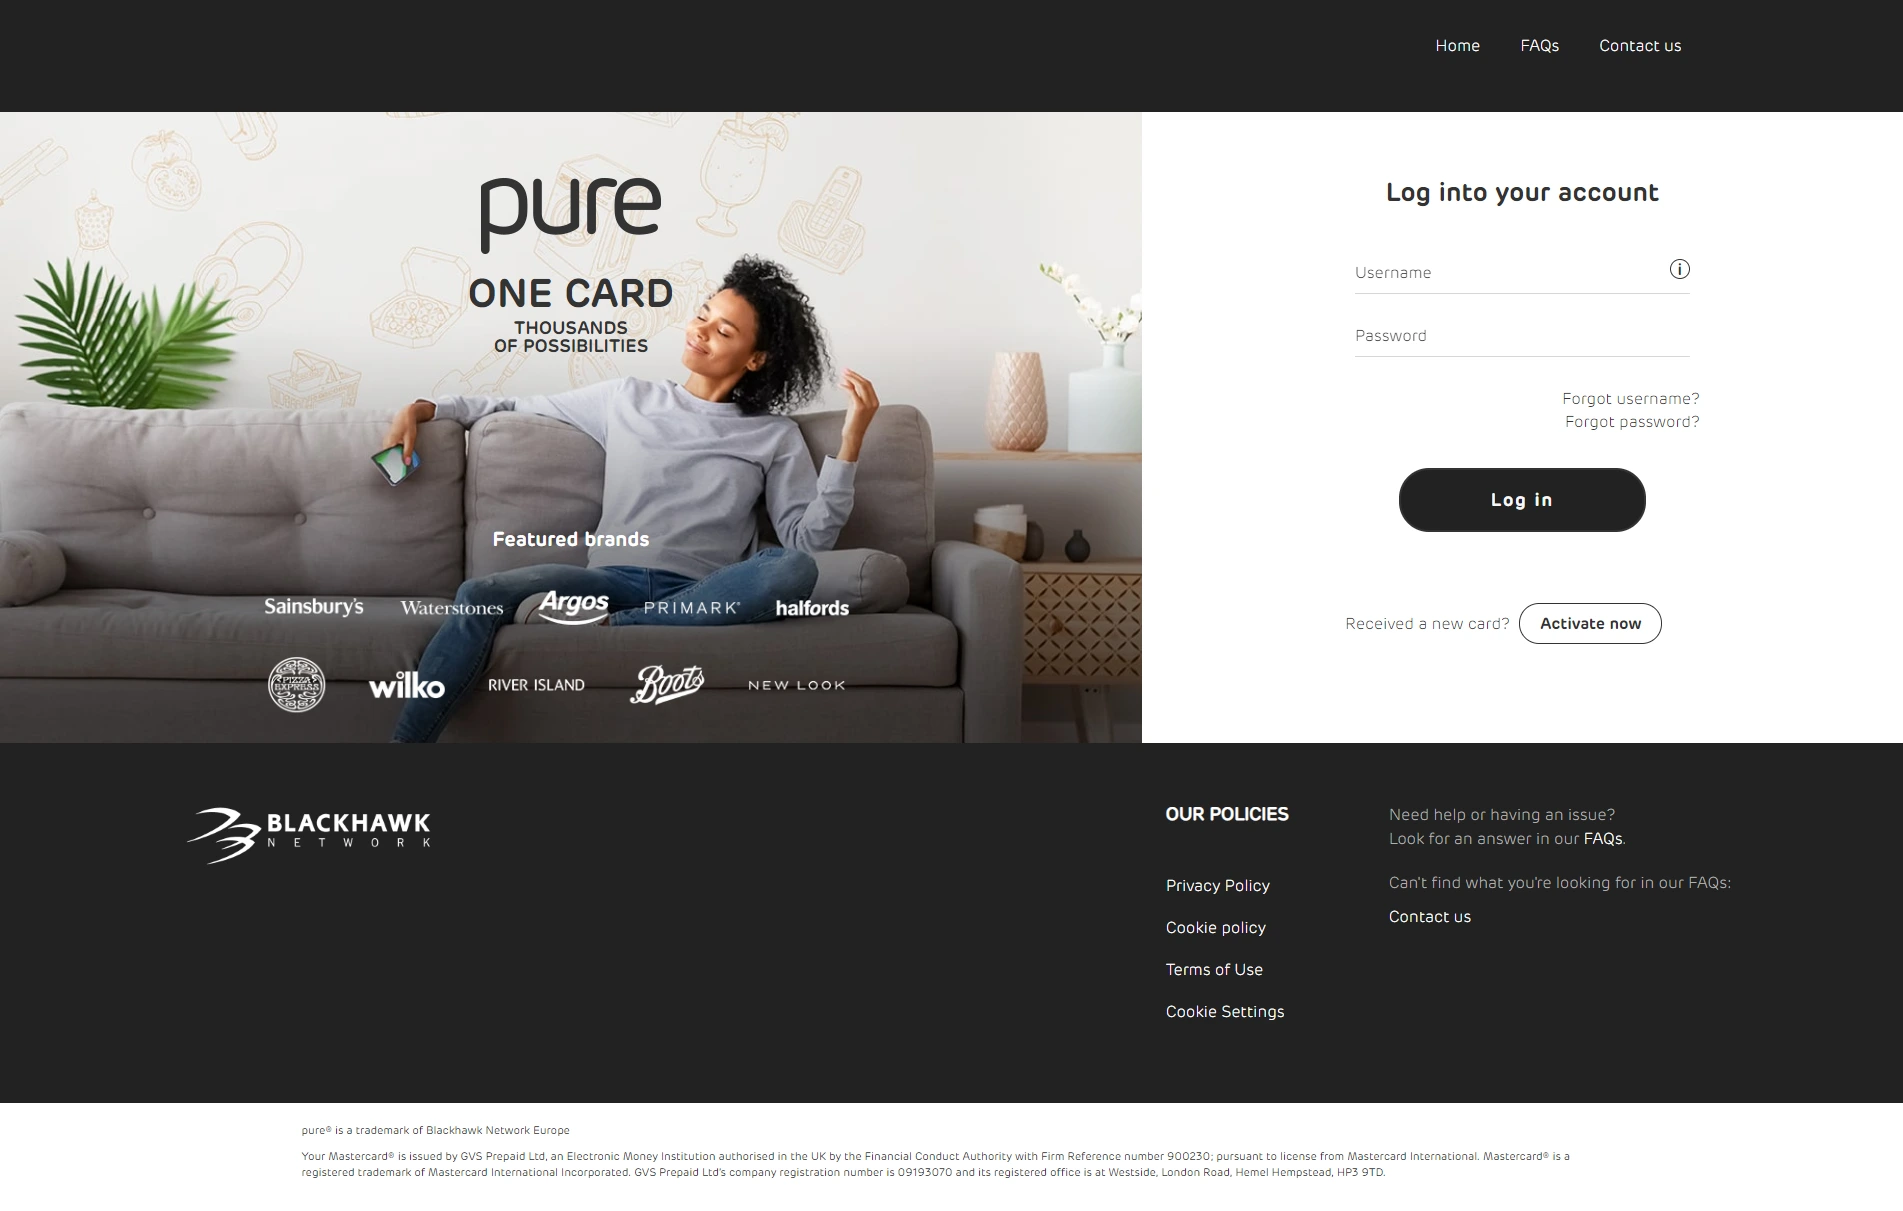 Home FAQs Contact us
pure
ONE CARD
THOUSANDS
OF POSSIBILITIES
Featured brands
Sainsbury's Waterstones Argos PRIMARK® halfords
PIZZA EXPRESS wilko RIVER ISLAND Boots NEW LOOK
Log into your account
Username
Password
Forgot username?
Forgot password?
Log in
Received a new card? Activate now
BLACKHAWK
NETWORK
OUR POLICIES
Privacy Policy
Cookie policy
Terms of Use
Cookie Settings
Need help or having an issue?
Look for an answer in our FAQs.
Can't find what you're looking for in our FAQs:
Contact us
pure® is a trademark of Blackhawk Network Europe
Your Mastercard® is issued by GVS Prepaid Ltd, an Electronic Money Institution authorised in the UK by the Financial Conduct Authority with Firm Reference number 900230; pursuant to license from Mastercard International. Mastercard® is a
registered trademark of Mastercard International Incorporated. GVS Prepaid Ltd's company registration number is 09193070 and its registered office is at Westside, London Road, Hemel Hempstead, HP3 9TD.